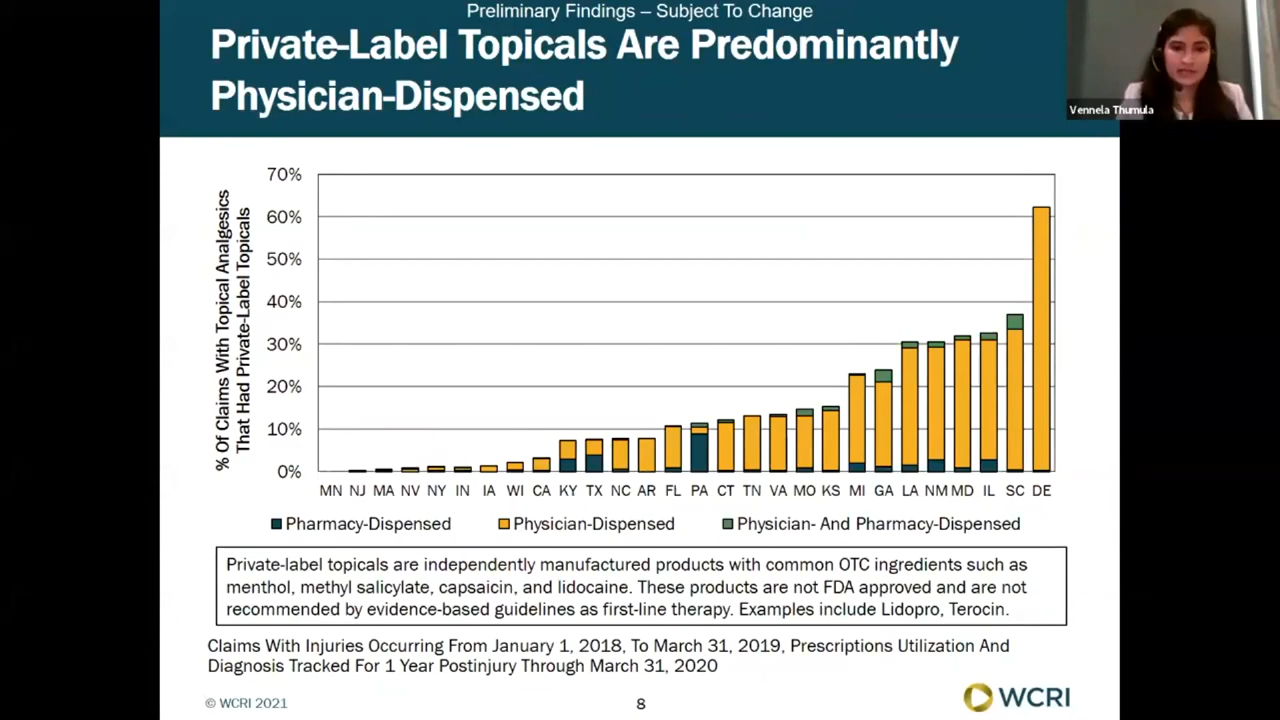 Preliminary Findings – Subject To Change
Private-Label Topicals Are Predominantly
Physician-Dispensed
Vennela Thumula
% Of Claims With Topical Analgesics
That Had Private-Label Topicals
70%
60%
50%
40%
30%
20%
10%
0%
MN NJ MA NV NY IN IA WI CA KY TX NC AR FL PA CT TN VA MO KS MI GA LA NM MD IL SC DE
Pharmacy-Dispensed Physician-Dispensed Physician- And Pharmacy-Dispensed
Private-label topicals are independently manufactured products with common OTC ingredients such as
menthol, methyl salicylate, capsaicin, and lidocaine. These products are not FDA approved and are not
recommended by evidence-based guidelines as first-line therapy. Examples include Lidopro, Terocin.
Claims With Injuries Occurring From January 1, 2018, To March 31, 2019, Prescriptions Utilization And
Diagnosis Tracked For 1 Year Postinjury Through March 31, 2020
© WCRI 2021
8
WCRI